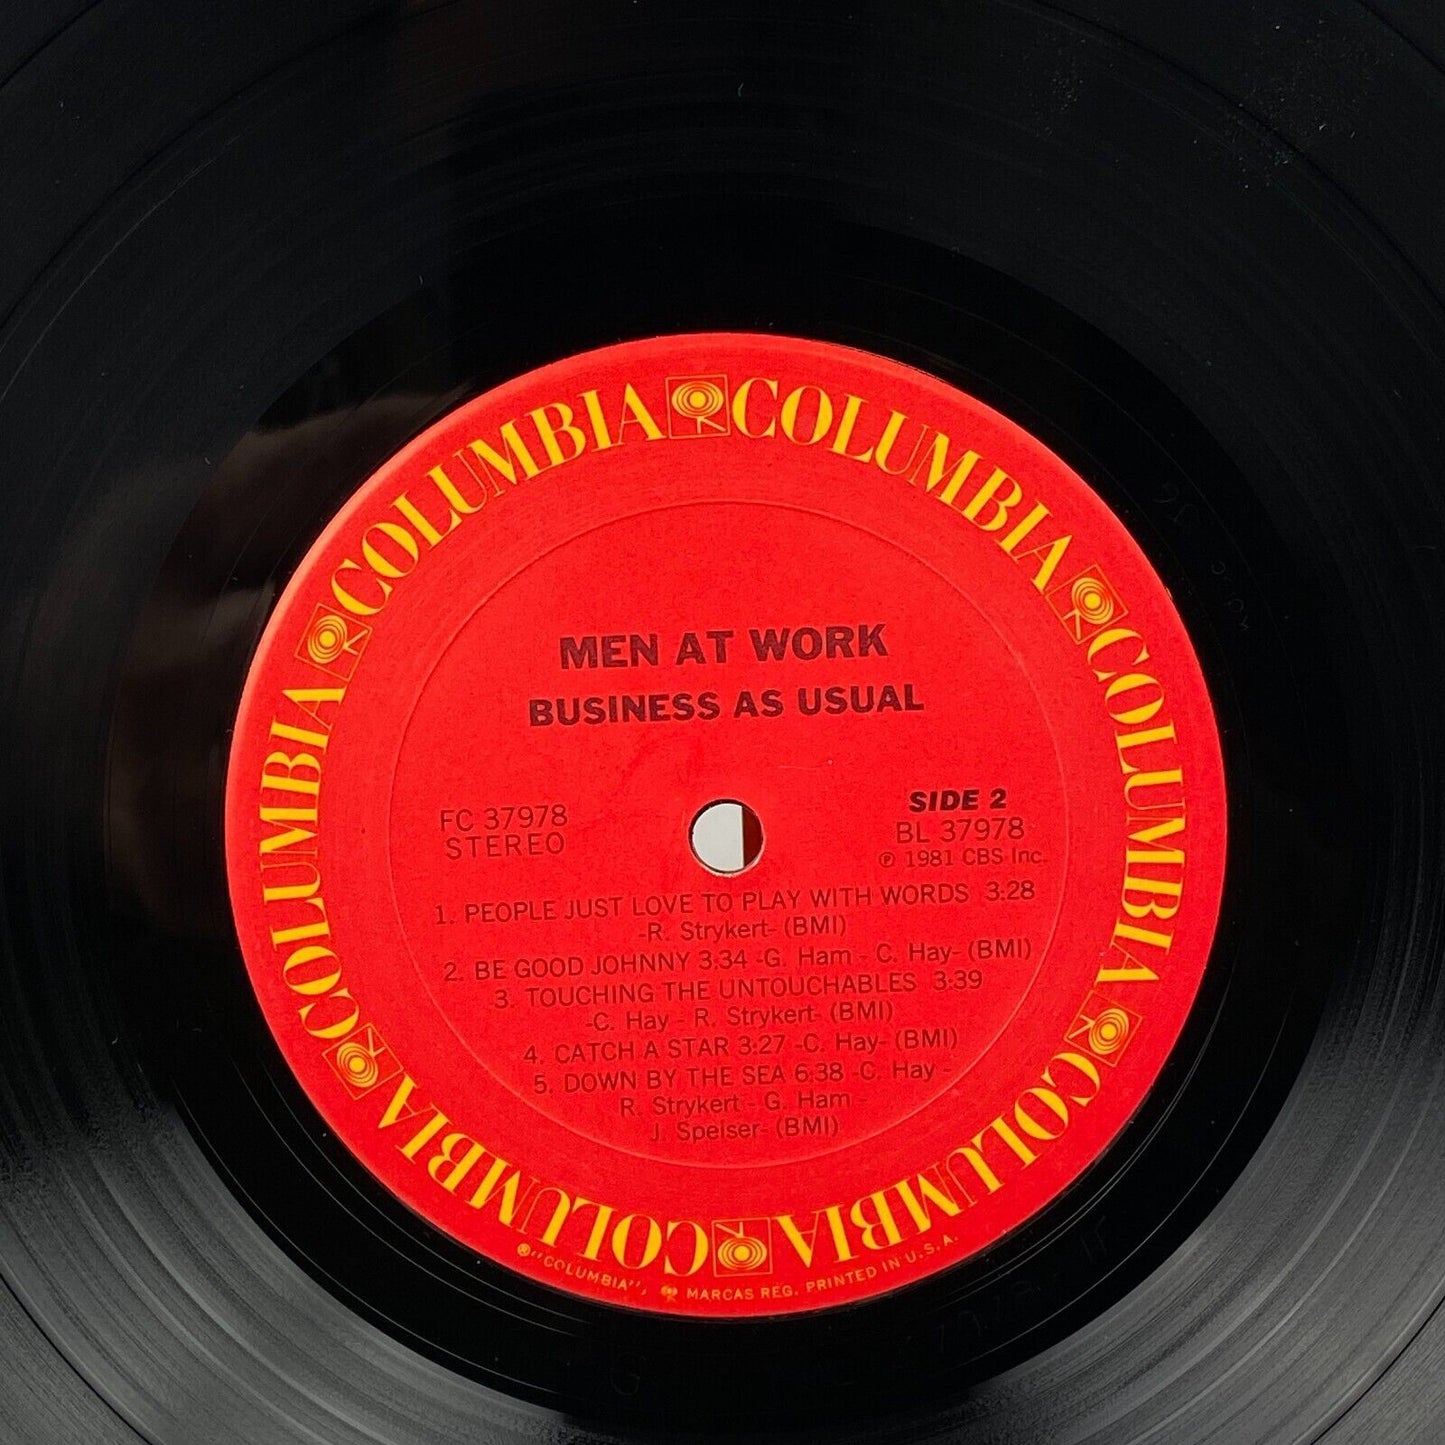 COLUMBIA COLUMBIA COLUMBIA COLUMBIA COLUMBIA COLUMBIA
MEN AT WORK
BUSINESS AS USUAL
FC 37978
STEREO
SIDE 2
BL 37978
℗ 1981 CBS Inc.
1. PEOPLE JUST LOVE TO PLAY WITH WORDS 3:28
-R. Strykert- (BMI)
2. BE GOOD JOHNNY 3:34 -G. Ham - C. Hay- (BMI)
3. TOUCHING THE UNTOUCHABLES 3:39
-C. Hay - R. Strykert- (BMI)
4. CATCH A STAR 3:27 -C. Hay- (BMI)
5. DOWN BY THE SEA 6:38 -C. Hay -
R. Strykert - G. Ham -
J. Speiser- (BMI)
®"COLUMBIA", MARCAS REG. PRINTED IN U.S.A.